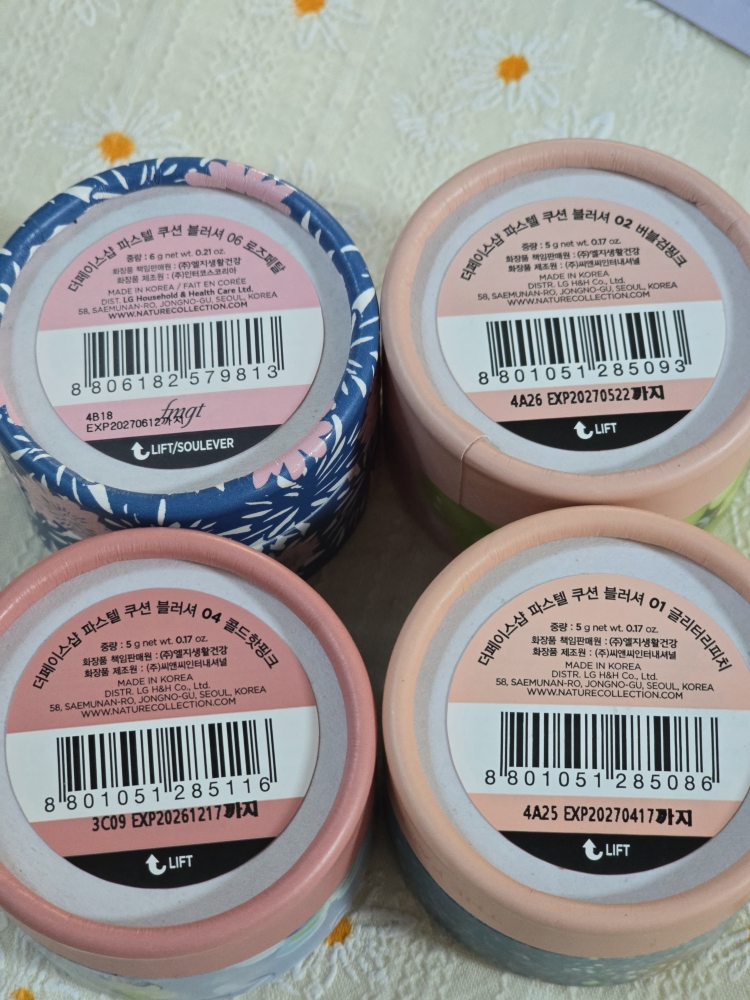 더페이스샵 파스텔 쿠션 블러셔 06 로즈페탈
중량 : 6 g net wt. 0.21 oz.
화장품 책임판매원 : (주)엘지생활건강
화장품 제조원 : (주)인터코스코리아
MADE IN KOREA / FAIT EN CORÉE
DIST. LG Household & Health Care Ltd.
58, SAEMUNAN-RO, JONGNO-GU, SEOUL, KOREA
WWW.NATURECOLLECTION.COM
8 806182 579813
4B18
EXP20270612까지
fmgt
LIFT/SOULEVER
더페이스샵 파스텔 쿠션 블러셔 02 버블검핑크
중량 : 5 g net wt. 0.17 oz.
화장품 책임판매원 : (주)엘지생활건강
화장품 제조원 : (주)씨앤씨인터내셔널
MADE IN KOREA
DISTR. LG H&H Co., Ltd.
58, SAEMUNAN-RO, JONGNO-GU, SEOUL, KOREA
WWW.NATURECOLLECTION.COM
8 801051 285093
4A26 EXP20270522까지
LIFT
더페이스샵 파스텔 쿠션 블러셔 04 콜드핫핑크
중량 : 5 g net wt. 0.17 oz.
화장품 책임판매원 : (주)엘지생활건강
화장품 제조원 : (주)씨앤씨인터내셔널
MADE IN KOREA
DISTR. LG H&H Co., Ltd.
58, SAEMUNAN-RO, JONGNO-GU, SEOUL, KOREA
WWW.NATURECOLLECTION.COM
8 801051 285116
3C09 EXP20261217까지
LIFT
더페이스샵 파스텔 쿠션 블러셔 01 글리터리피치
중량 : 5 g net wt. 0.17 oz.
화장품 책임판매원 : (주)엘지생활건강
화장품 제조원 : (주)씨앤씨인터내셔널
MADE IN KOREA
DISTR. LG H&H Co., Ltd.
58, SAEMUNAN-RO, JONGNO-GU, SEOUL, KOREA
WWW.NATURECOLLECTION.COM
8 801051 285086
4A25 EXP20270417까지
LIFT